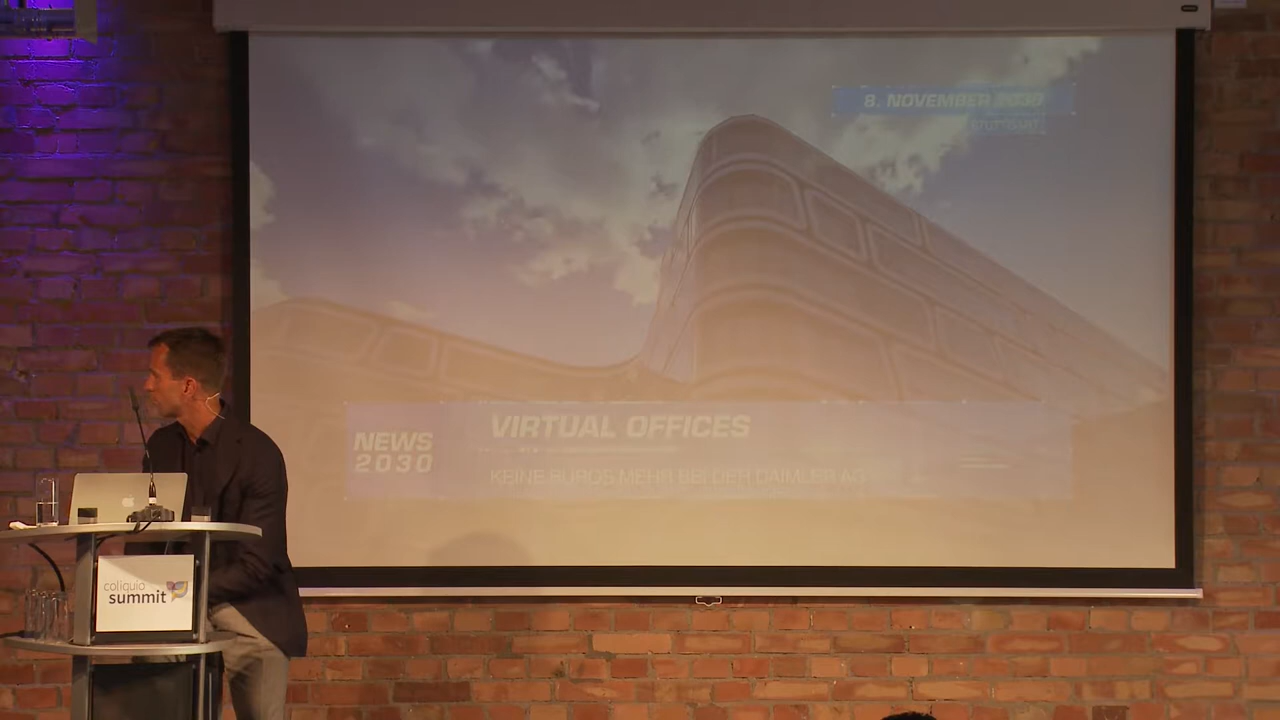 8. NOVEMBER 2030
STUTTGART
NEWS
2030
VIRTUAL OFFICES
KEINE BÜROS MEHR BEI DER DAIMLER AG
coliquio
summit